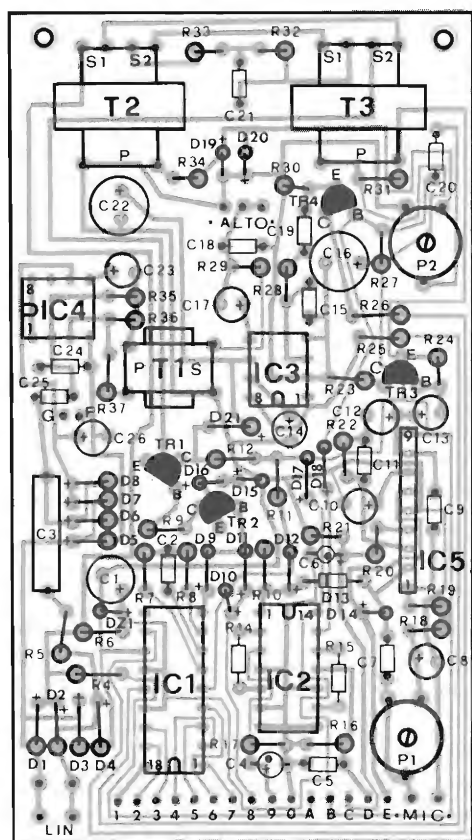 R33 R32
S1 S2 S1 S2
C21
T2 T3
D19 D20
P P
R34 R30 R31 C20
E
TR4
C22 C B
ALTO C19 C16 P2
C18
R29 R27
C23 R28
8 R35 C17 C15 R26
IC4
1 R36 R25 R24
C24 P T1 S IC3 E
C25 R23 C B
G F R37 8 1 TR3
D21 C14 C12 C13
C26 TR1 R12 R22
E C D17 D18 C11 9
D8 D16 D15
D7 B C B R11 C10 C9
D6 R9 TR2
C3 D5 C2 E R21
D9 D11 D12 C6 R20 IC5
C1 R7 R8 D10 R10 A D13 R19
DZ1 D14
R6 1 14 R18
R5 R14 R15 C7 C8
R4 IC1 IC2
D2
R17 R16 P1
D1 D3 D4 18 1 C4 C5
LIN 1 2 3 4 5 6 7 8 9 0 A B C D E MIC